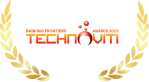 BANKING FRONTIERS AWARDS 2023
TECHNOVITI